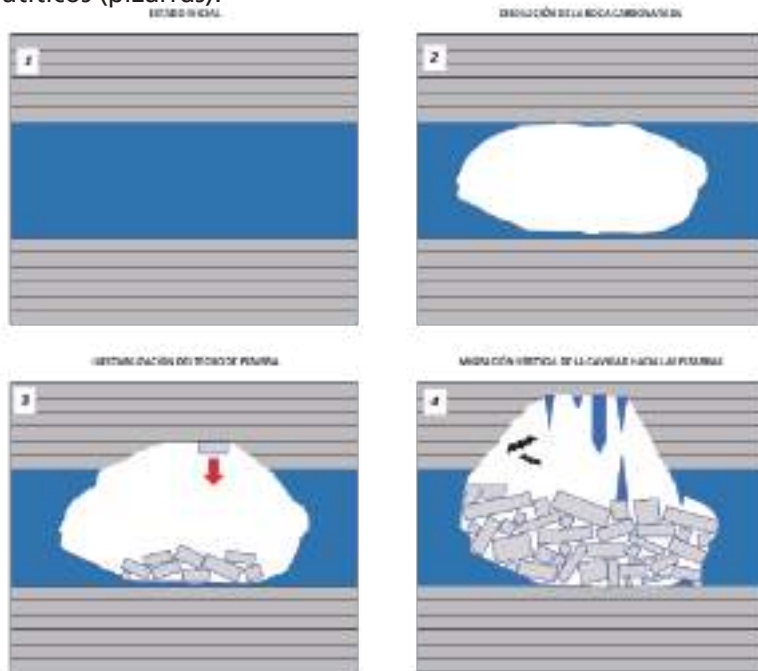 (pizarras).
ESTADO INICIAL
DISOLUCIÓN DE LA ROCA CARBONATADA
1
2
DESTABILIZACIÓN DEL TECHO DE PIZARRA
MIGRACIÓN VERTICAL DE LA CAVIDAD HACIA LAS PIZARRAS
3
4